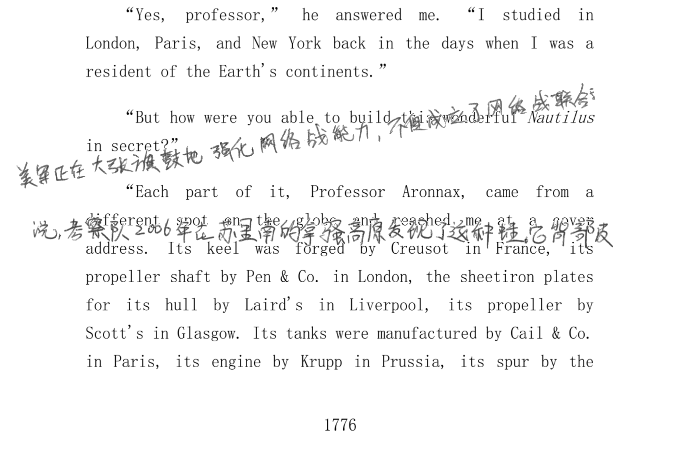 “Yes, professor,” he answered me. “I studied in
London, Paris, and New York back in the days when I was a
resident of the Earth's continents.”
“But how were you able to build this wonderful Nautilus
in secret?”
美军正在大张旗鼓地强化网络战能力，不但成立了网络战联合
“Each part of it, Professor Aronnax, came from a
different spot on the globe and reached me at a cover
说，考察队2006年在苏里南的拿骚高原发现了这种蛙，它背部皮
address. Its keel was forged by Creusot in France, its
propeller shaft by Pen & Co. in London, the sheetiron plates
for its hull by Laird's in Liverpool, its propeller by
Scott's in Glasgow. Its tanks were manufactured by Cail & Co.
in Paris, its engine by Krupp in Prussia, its spur by the
1776